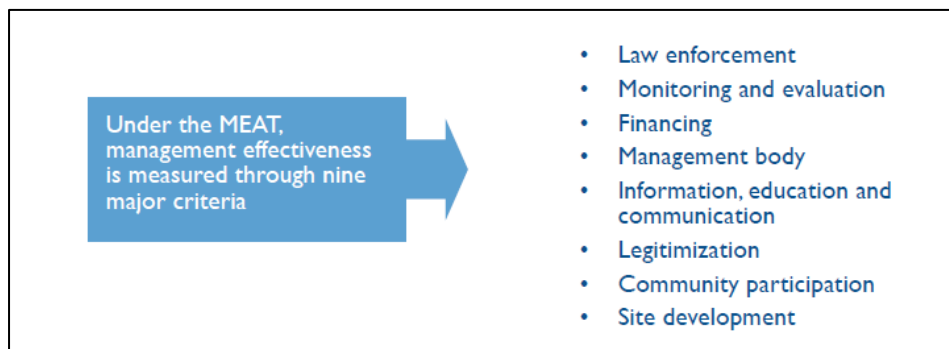 Under the MEAT,
management effectiveness
is measured through nine
major criteria
• Law enforcement
• Monitoring and evaluation
• Financing
• Management body
• Information, education and
communication
• Legitimization
• Community participation
• Site development